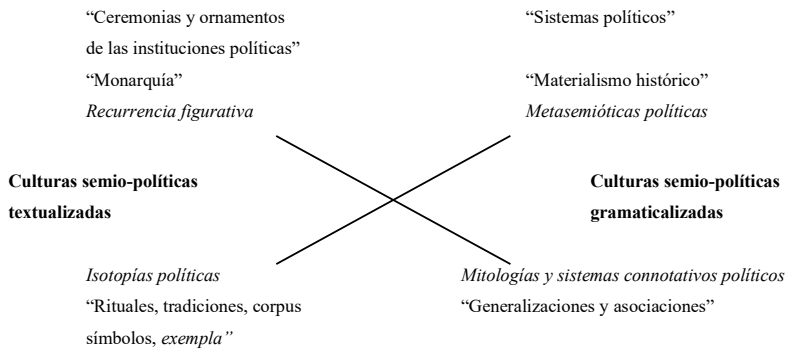 “Ceremonias y ornamentos
de las instituciones políticas”
“Sistemas políticos”
“Monarquía”
“Materialismo histórico”
Recurrencia figurativa
Metasemióticas políticas
Culturas semio-políticas
textualizadas
Culturas semio-políticas
gramaticalizadas
Isotopías políticas
Mitologías y sistemas connotativos políticos
“Rituales, tradiciones, corpus
símbolos, exempla”
“Generalizaciones y asociaciones”